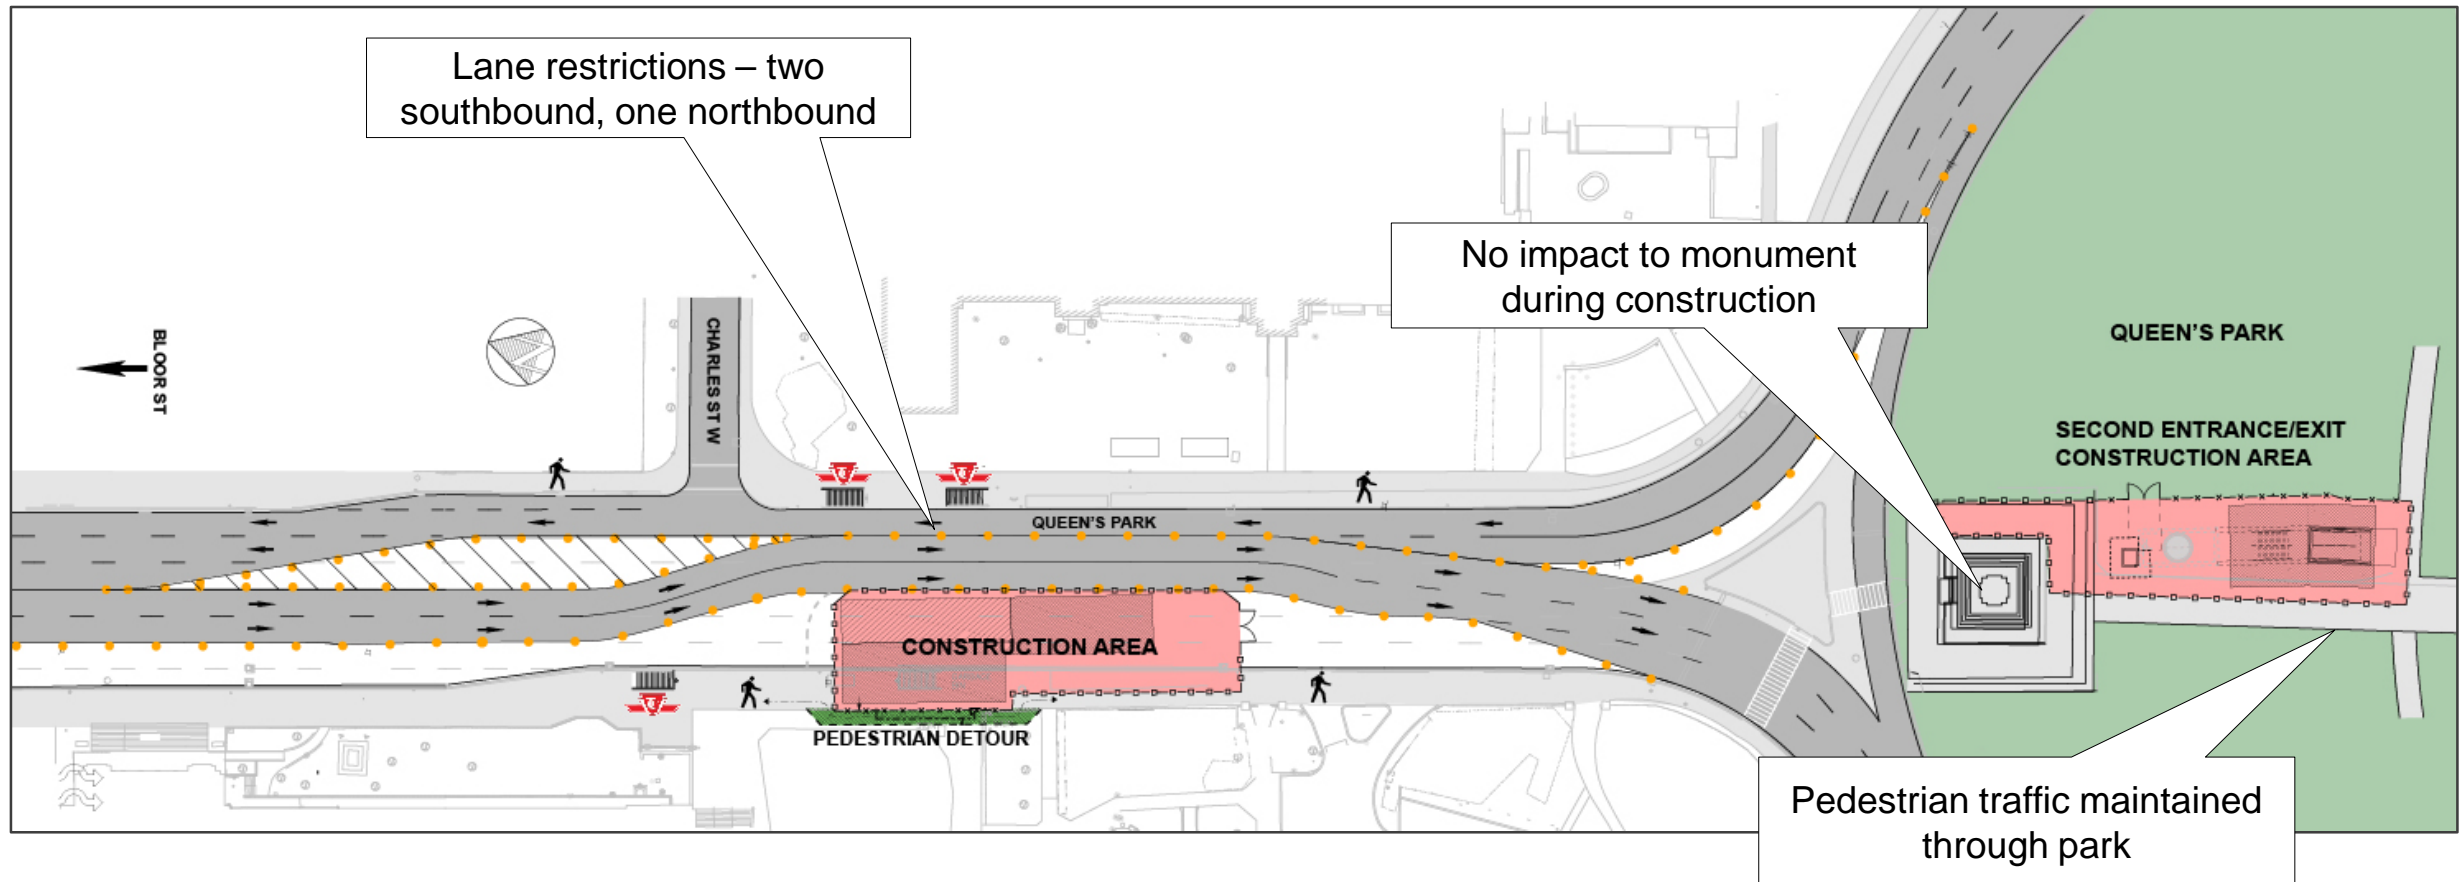 Lane restrictions – two
southbound, one northbound
No impact to monument
during construction
BLOOR ST
CHARLES ST W
QUEEN'S PARK
SECOND ENTRANCE/EXIT
CONSTRUCTION AREA
QUEEN'S PARK
CONSTRUCTION AREA
PEDESTRIAN DETOUR
Pedestrian traffic maintained
through park